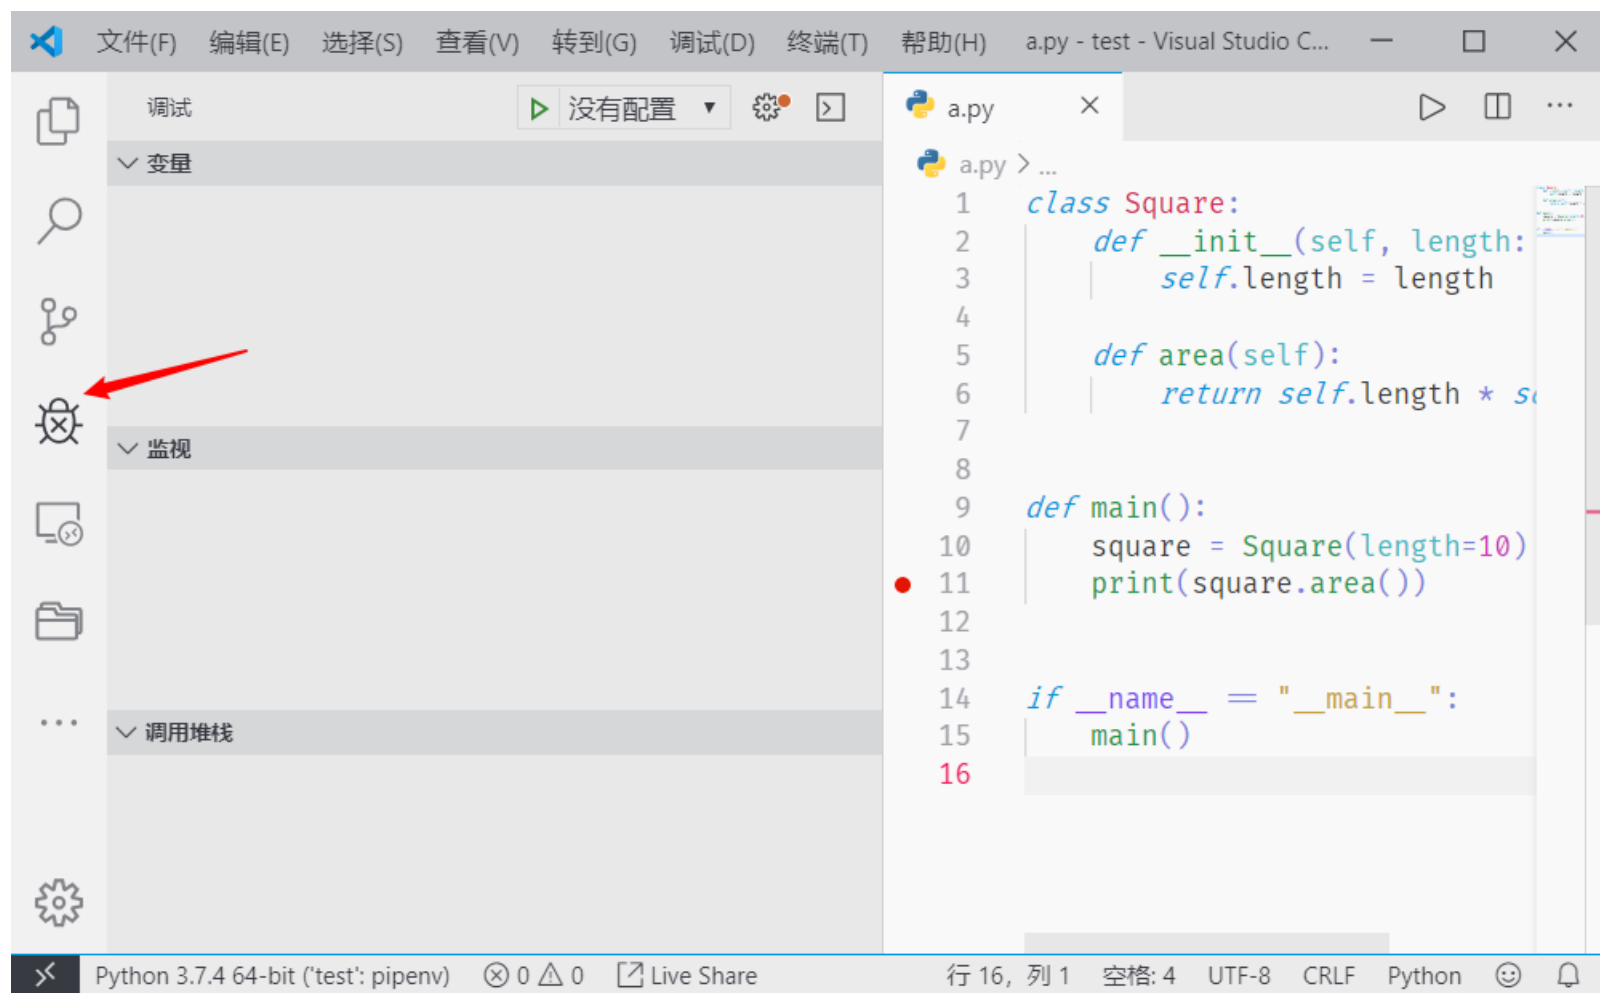 文件(F) 编辑(E) 选择(S) 查看(V) 转到(G) 调试(D) 终端(T) 帮助(H) a.py - test - Visual Studio C...
调试 没有配置
变量
监视
调用堆栈
a.py
a.py > ...
1 class Square:
2 def __init__(self, length:
3 self.length = length
4
5 def area(self):
6 return self.length * se
7
8
9 def main():
10 square = Square(length=10)
11 print(square.area())
12
13
14 if __name__ == "__main__":
15 main()
16
Python 3.7.4 64-bit ('test': pipenv) 0 0 Live Share 行 16，列 1 空格: 4 UTF-8 CRLF Python